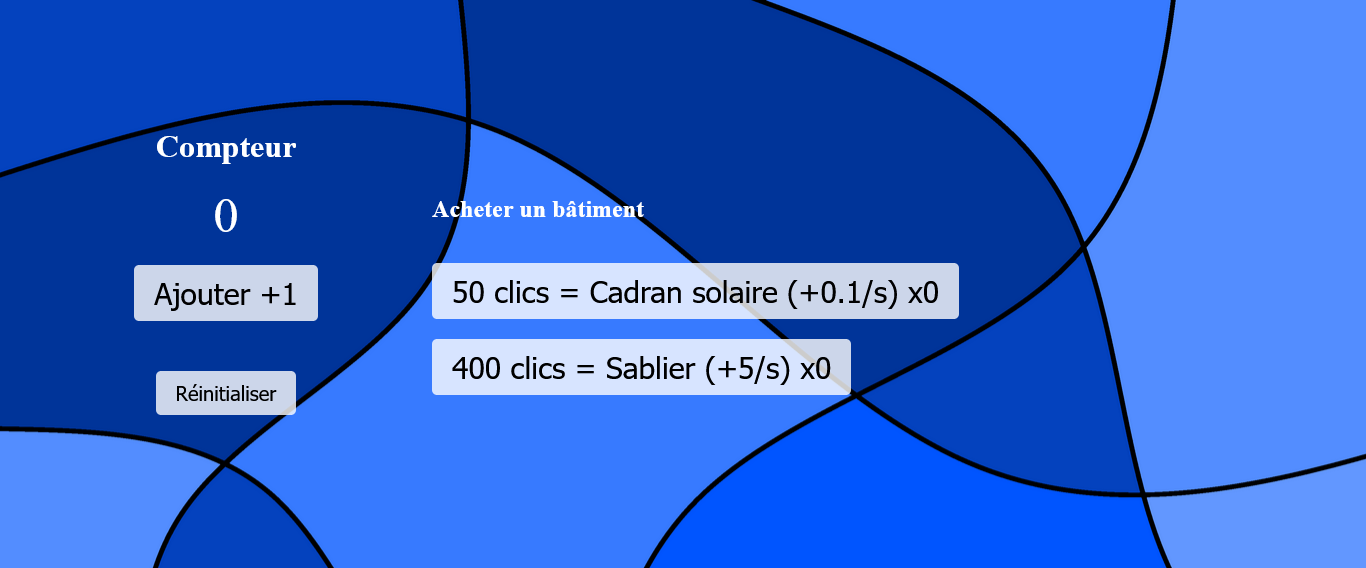 Compteur
0
Ajouter +1
Réinitialiser
Acheter un bâtiment
50 clics = Cadran solaire (+0.1/s) x0
400 clics = Sablier (+5/s) x0